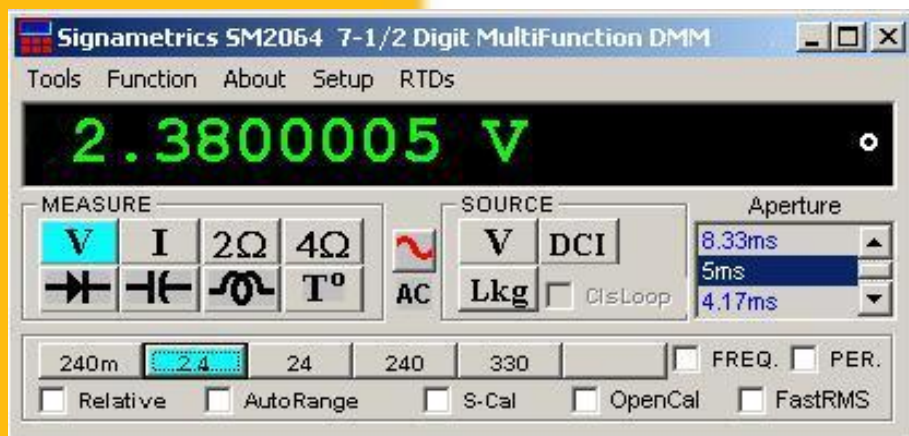 Signametrics SM2064 7-1/2 Digit MultiFunction DMM
Tools Function About Setup RTDs
2.3800005 V
MEASURE SOURCE Aperture
V I 2Ω 4Ω V DCI 8.33ms
5ms
T° AC Lkg ClsLoop 4.17ms
240m 2.4 24 240 330 FREQ. PER.
Relative AutoRange S-Cal OpenCal FastRMS